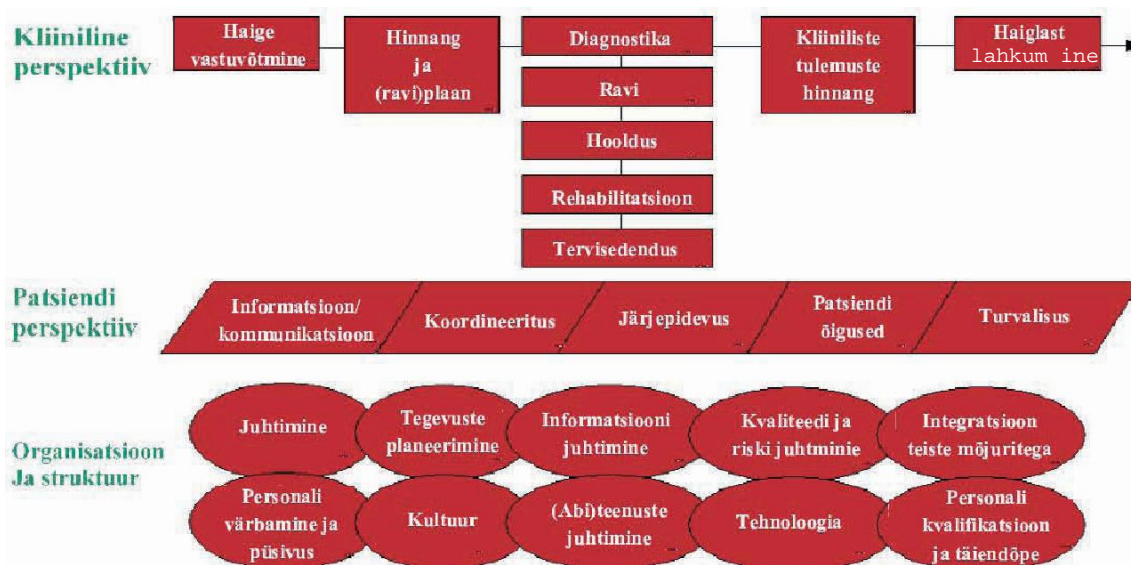 Kliiniline
perspektiiv
Haige
vastuvõtmine
Hinnang
ja
(ravi)plaan
Diagnostika
Ravi
Hooldus
Rehabilitatsioon
Tervisedendus
Kliiniliste
tulemuste
hinnang
Haiglast
lahkum ine
Patsiendi
perspektiiv
Informatsioon/
kommunikatsioon
Koordineeritus
Järjepidevus
Patsiendi
õigused
Turvalisus
Organisatsioon
Ja struktuur
Juhtimine
Tegevuste
planeerimine
Informatsiooni
juhtimine
Kvaliteedi ja
riski juhtminie
Integratsioon
teiste mõjuritega
Personali
värbamine ja
püsivus
Kultuur
(Abi)teenuste
juhtimine
Tehnoloogia
Personali
kvalifikatsioon
ja täiendõpe